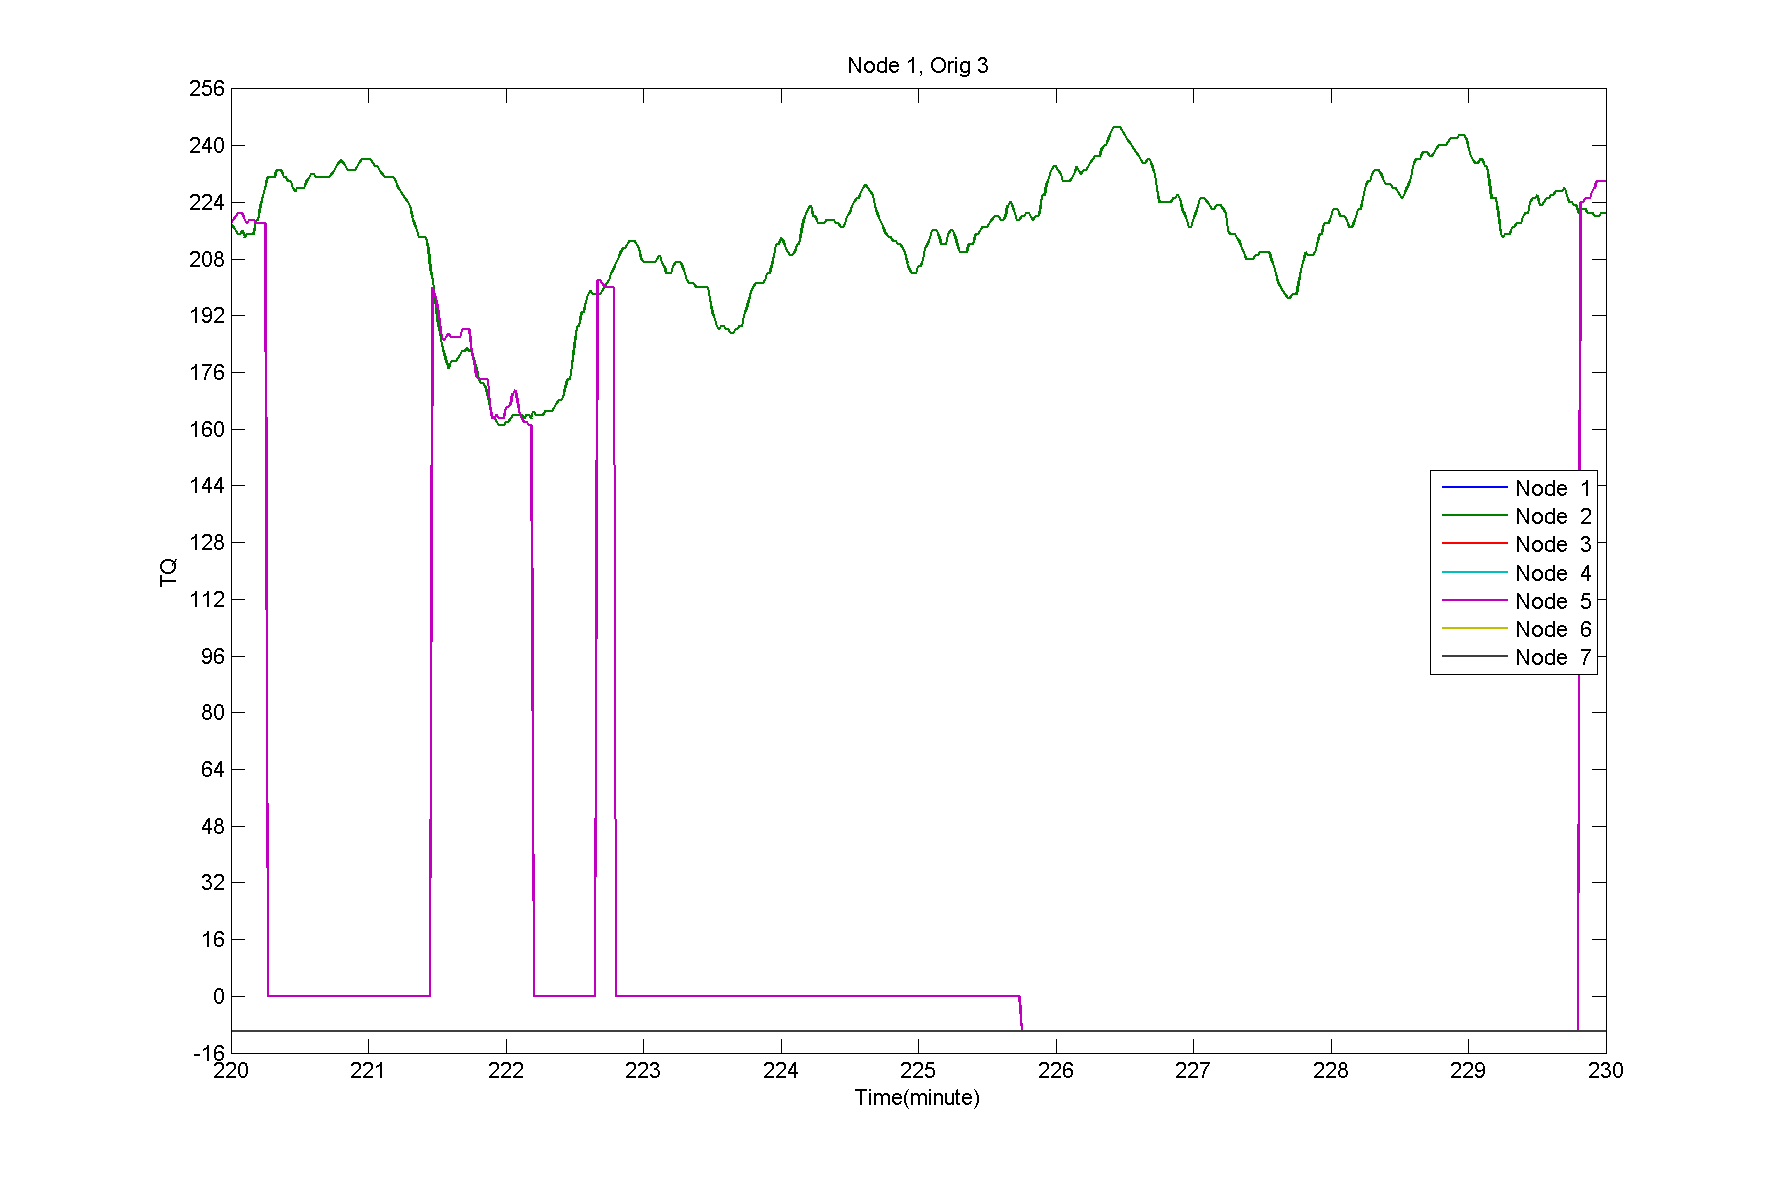 Node 1, Orig 3
256
240
224
208
192
176
160
144
128
112
96
80
64
48
32
16
0
-16
TQ
Node 1
Node 2
Node 3
Node 4
Node 5
Node 6
Node 7
220 221 222 223 224 225 226 227 228 229 230
Time(minute)